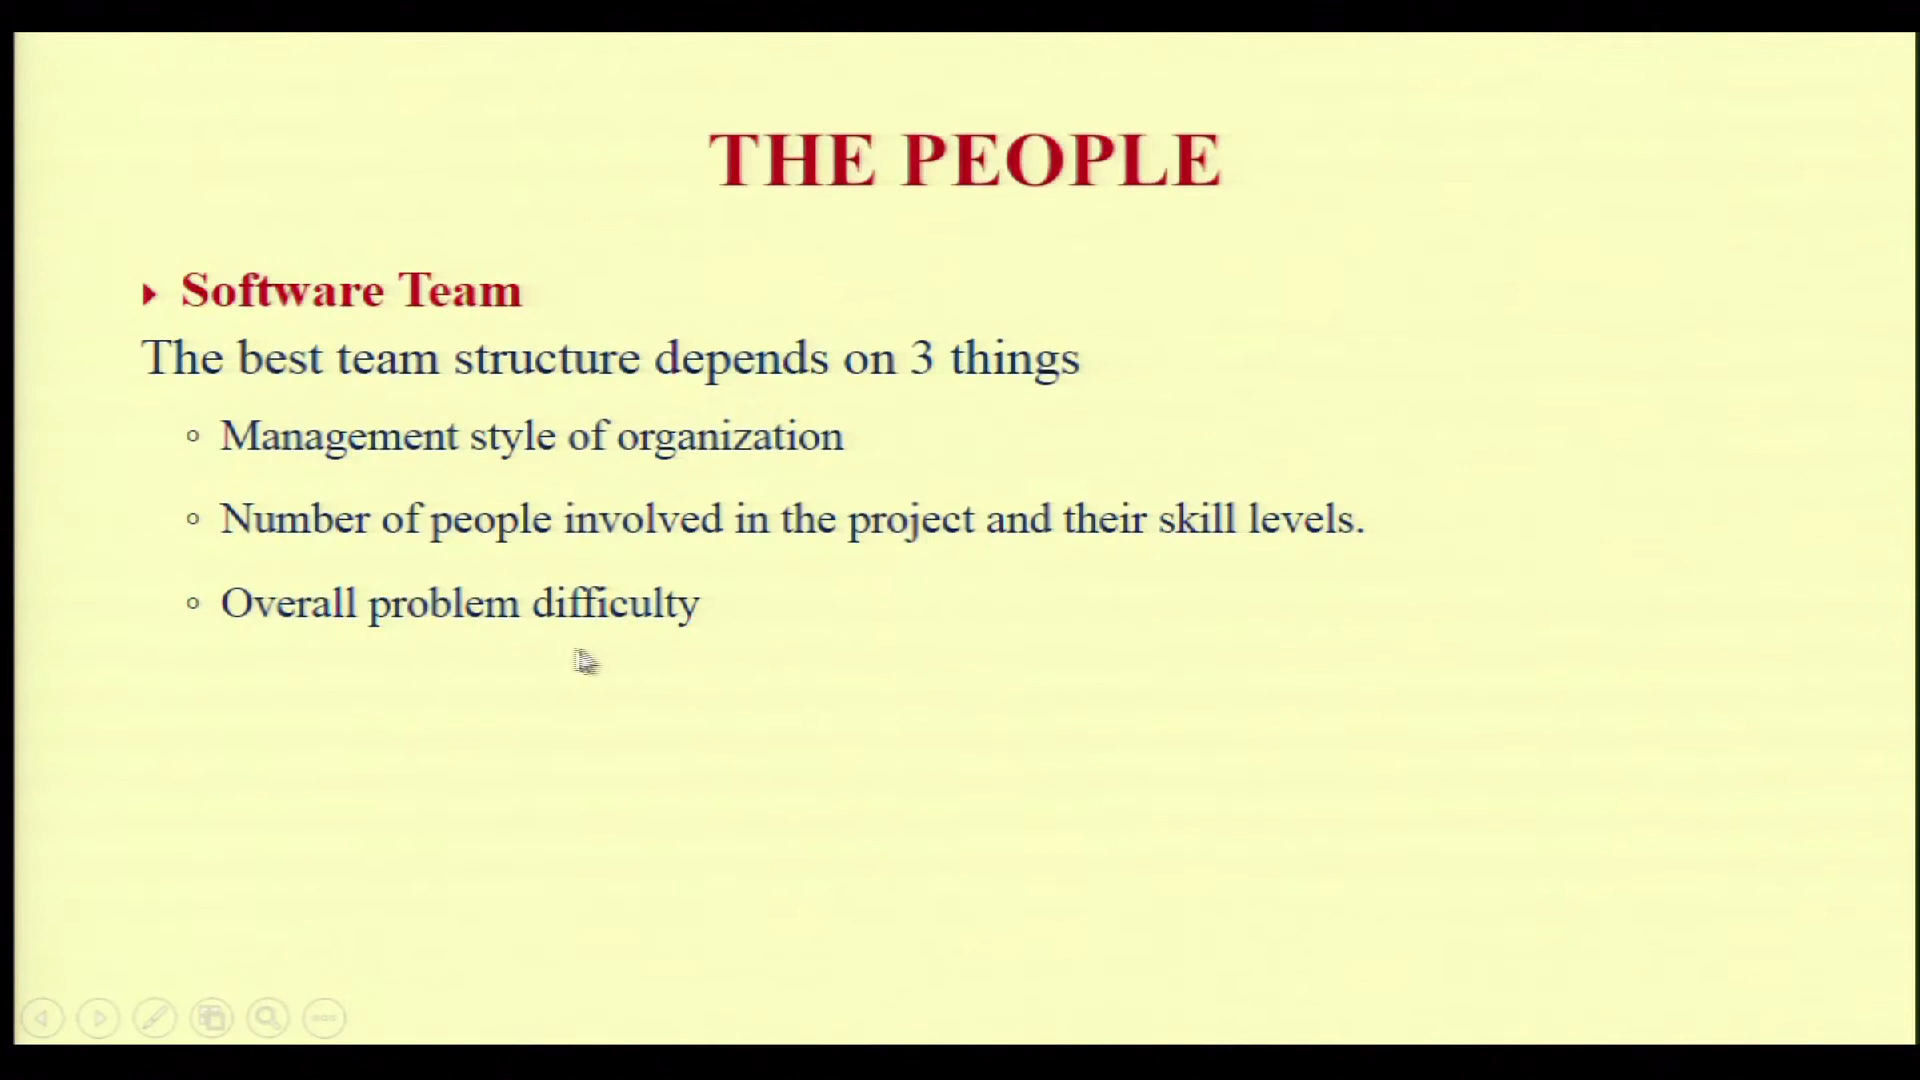 THE PEOPLE
Software Team
The best team structure depends on 3 things
Management style of organization
Number of people involved in the project and their skill levels.
Overall problem difficulty